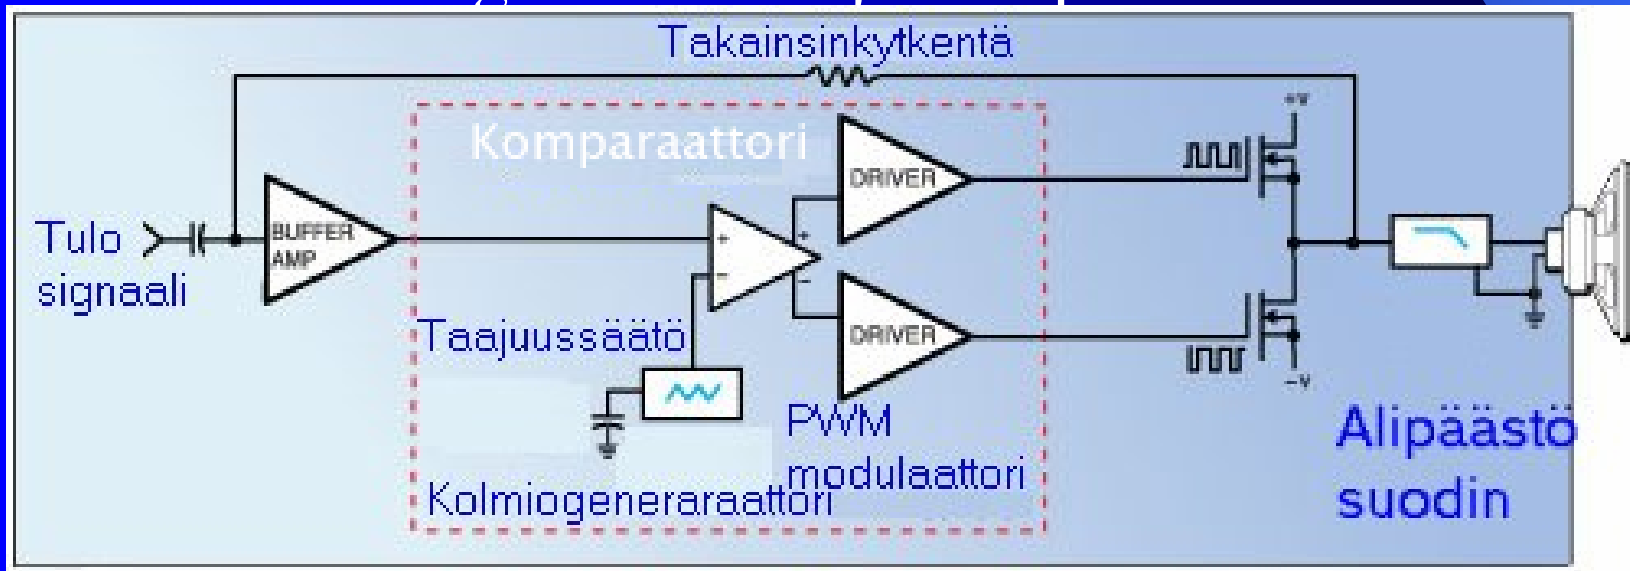 Takainsinkytkentä
+V
Komparaattori
DRIVER
Tulo
signaali
BUFFER
AMP
+
+
−
−
Taajuussäätö
DRIVER
−V
PWM
modulaattori
Kolmiogeneraraattori
Alipäästö
suodin